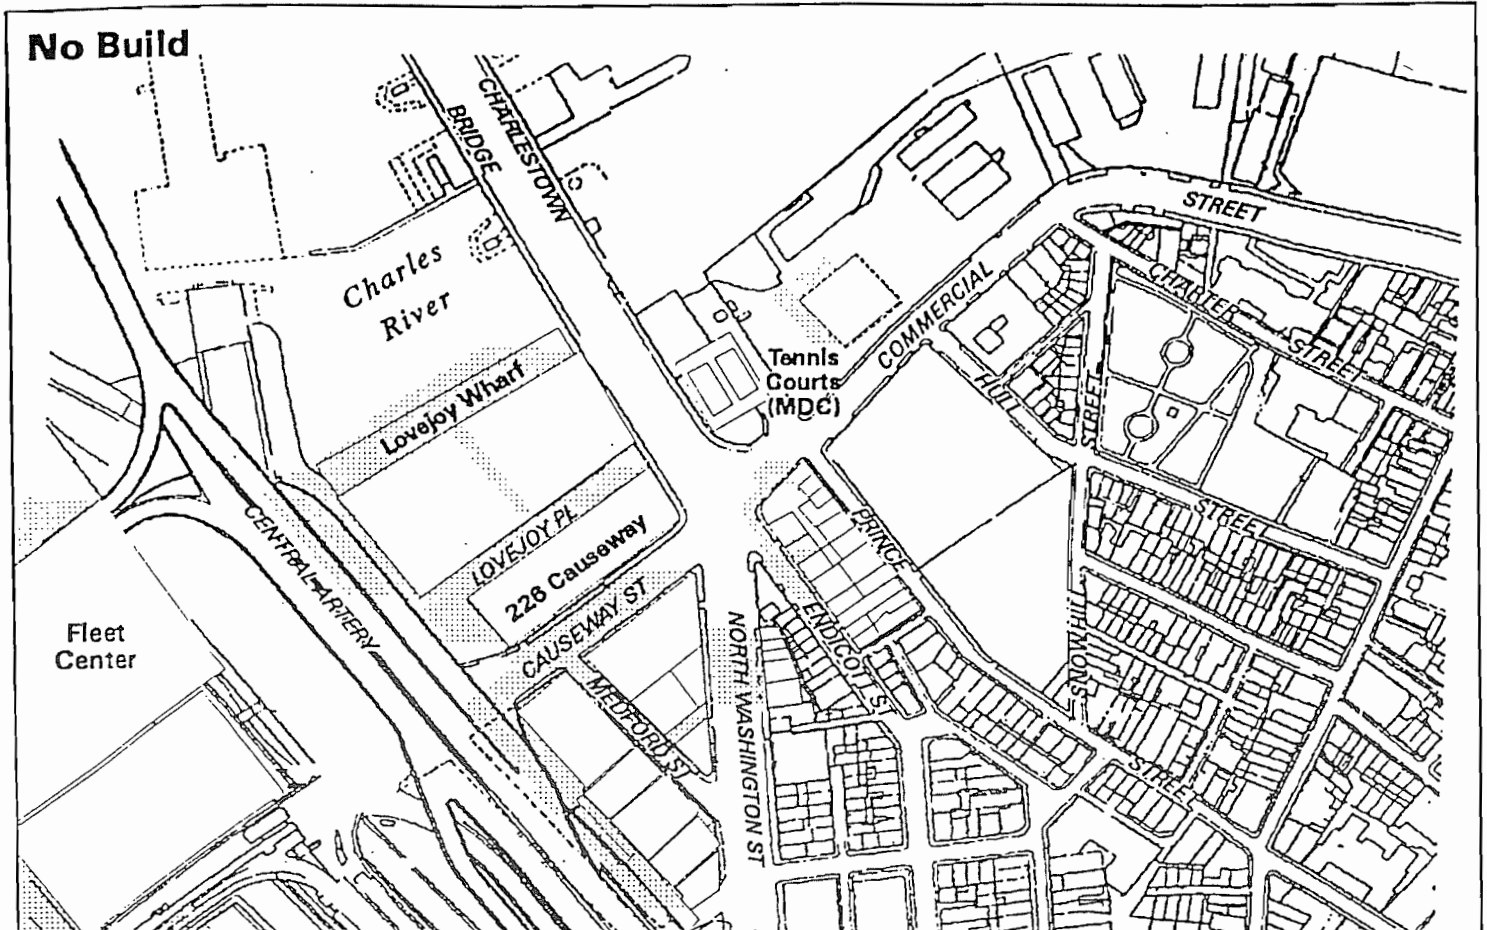 No Build
CHARLESTOWN
BRIDGE
STREET
Charles
River
CHARTER
STREET
COMMERCIAL
Tennis
Courts
(MDC)
HULL
STREET
Lovejoy Wharf
STREET
CENTRAL ARTERY
LOVEJOY PL
226 Causeway
PRINCE
CAUSEWAY ST
ENDICOTT ST
Fleet
Center
MEDFORD ST
NORTH WASHINGTON ST
STREET